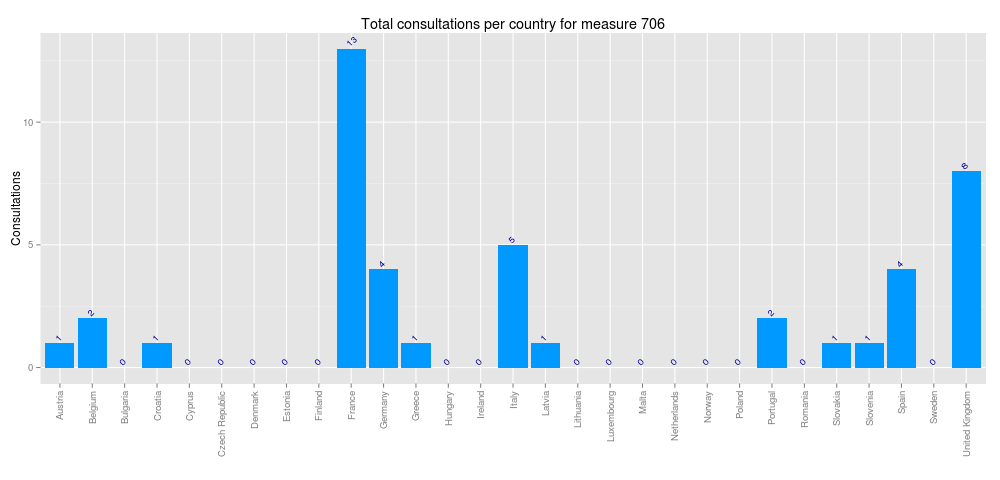 Total consultations per country for measure 706
Consultations
10
5
0
1
2
0
1
0
0
0
0
0
13
4
1
0
0
5
1
0
0
0
0
0
0
2
0
1
1
4
0
8
Austria
Belgium
Bulgaria
Croatia
Cyprus
Czech Republic
Denmark
Estonia
Finland
France
Germany
Greece
Hungary
Ireland
Italy
Latvia
Lithuania
Luxembourg
Malta
Netherlands
Norway
Poland
Portugal
Romania
Slovakia
Slovenia
Spain
Sweden
United Kingdom